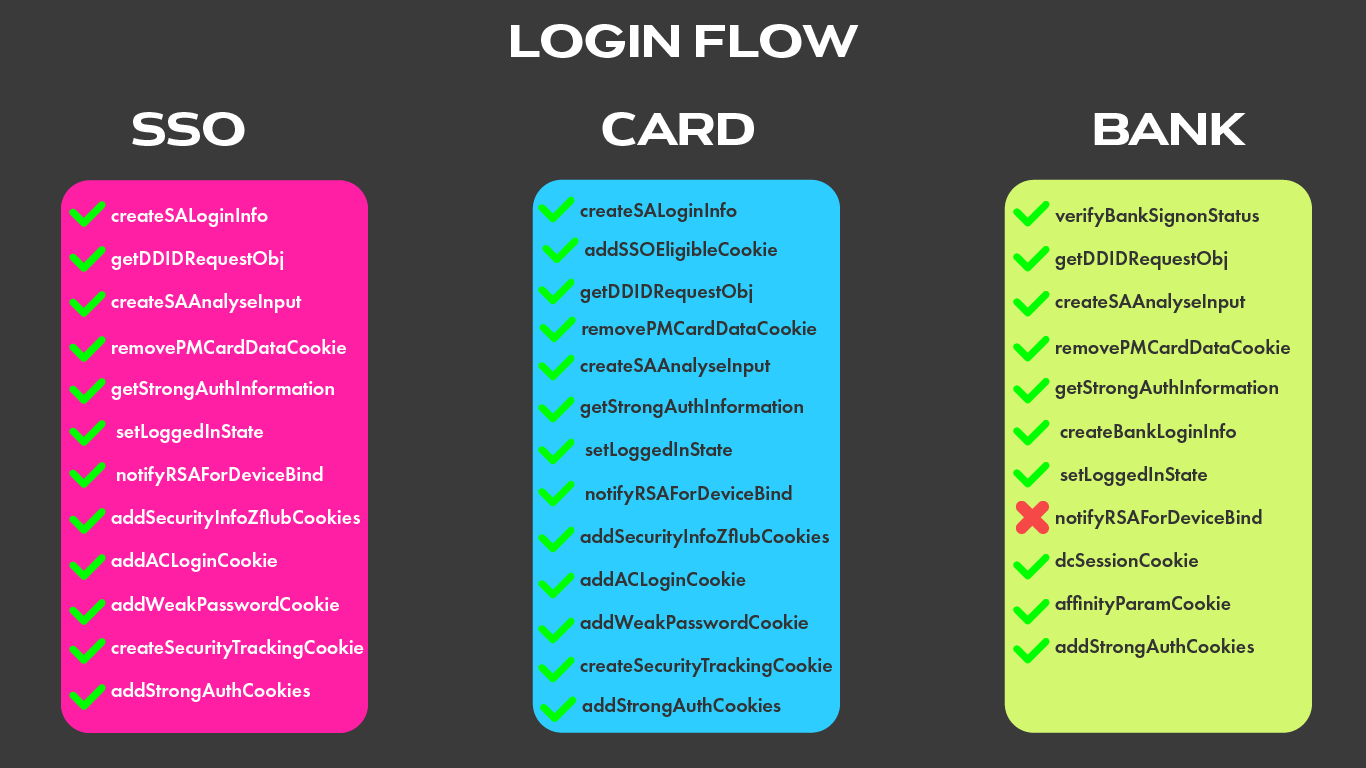 LOGIN FLOW
SSO
createSALoginInfo
getDDIDRequestObj
createSAAnalyseInput
removePMCardDataCookie
getStrongAuthInformation
setLoggedInState
notifyRSAForDeviceBind
addSecurityInfoZflubCookies
addACLoginCookie
addWeakPasswordCookie
createSecurityTrackingCookie
addStrongAuthCookies
CARD
createSALoginInfo
addSSOEligibleCookie
getDDIDRequestObj
removePMCardDataCookie
createSAAnalyseInput
getStrongAuthInformation
setLoggedInState
notifyRSAForDeviceBind
addSecurityInfoZflubCookies
addACLoginCookie
addWeakPasswordCookie
createSecurityTrackingCookie
addStrongAuthCookies
BANK
verifyBankSignonStatus
getDDIDRequestObj
createSAAnalyseInput
removePMCardDataCookie
getStrongAuthInformation
createBankLoginInfo
setLoggedInState
notifyRSAForDeviceBind
dcSessionCookie
affinityParamCookie
addStrongAuthCookies